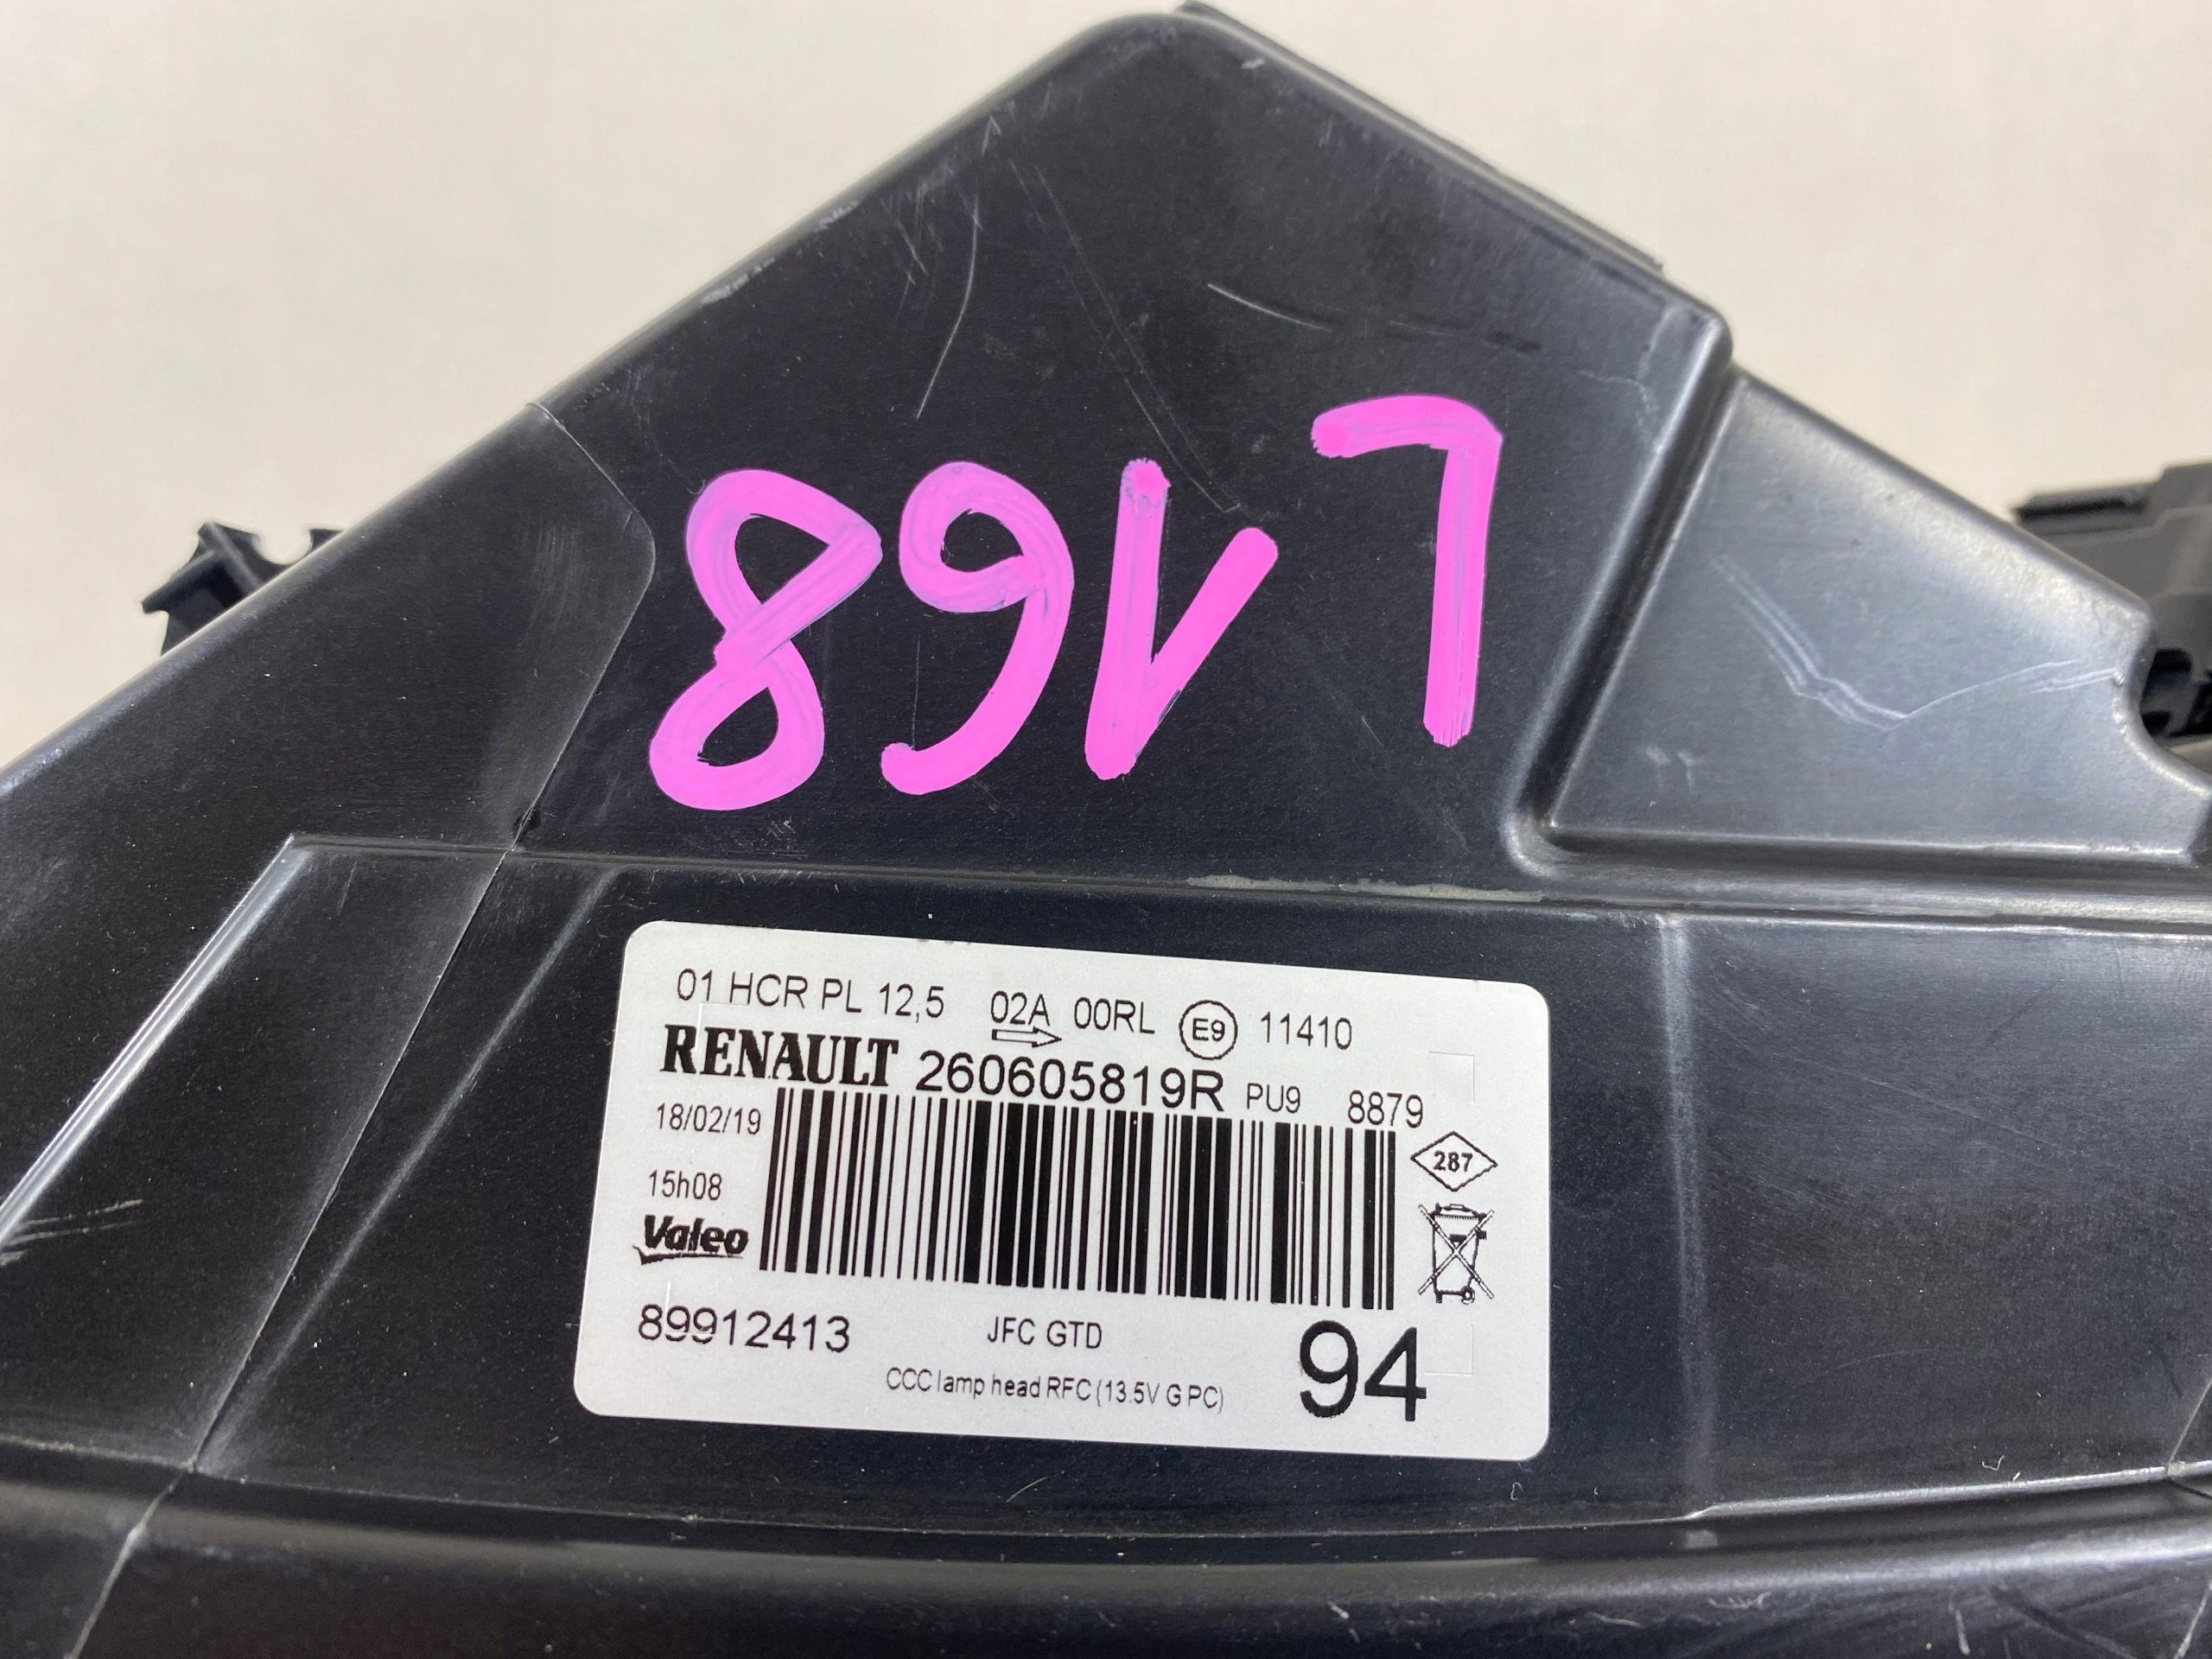 L168
01 HCR PL 12,5 02A 00RL E9 11410
RENAULT 260605819R PU9 8879
18/02/19
287
15h08
Valeo
89912413 JFC GTD 94
CCC lamp head RFC (13.5V G PC)